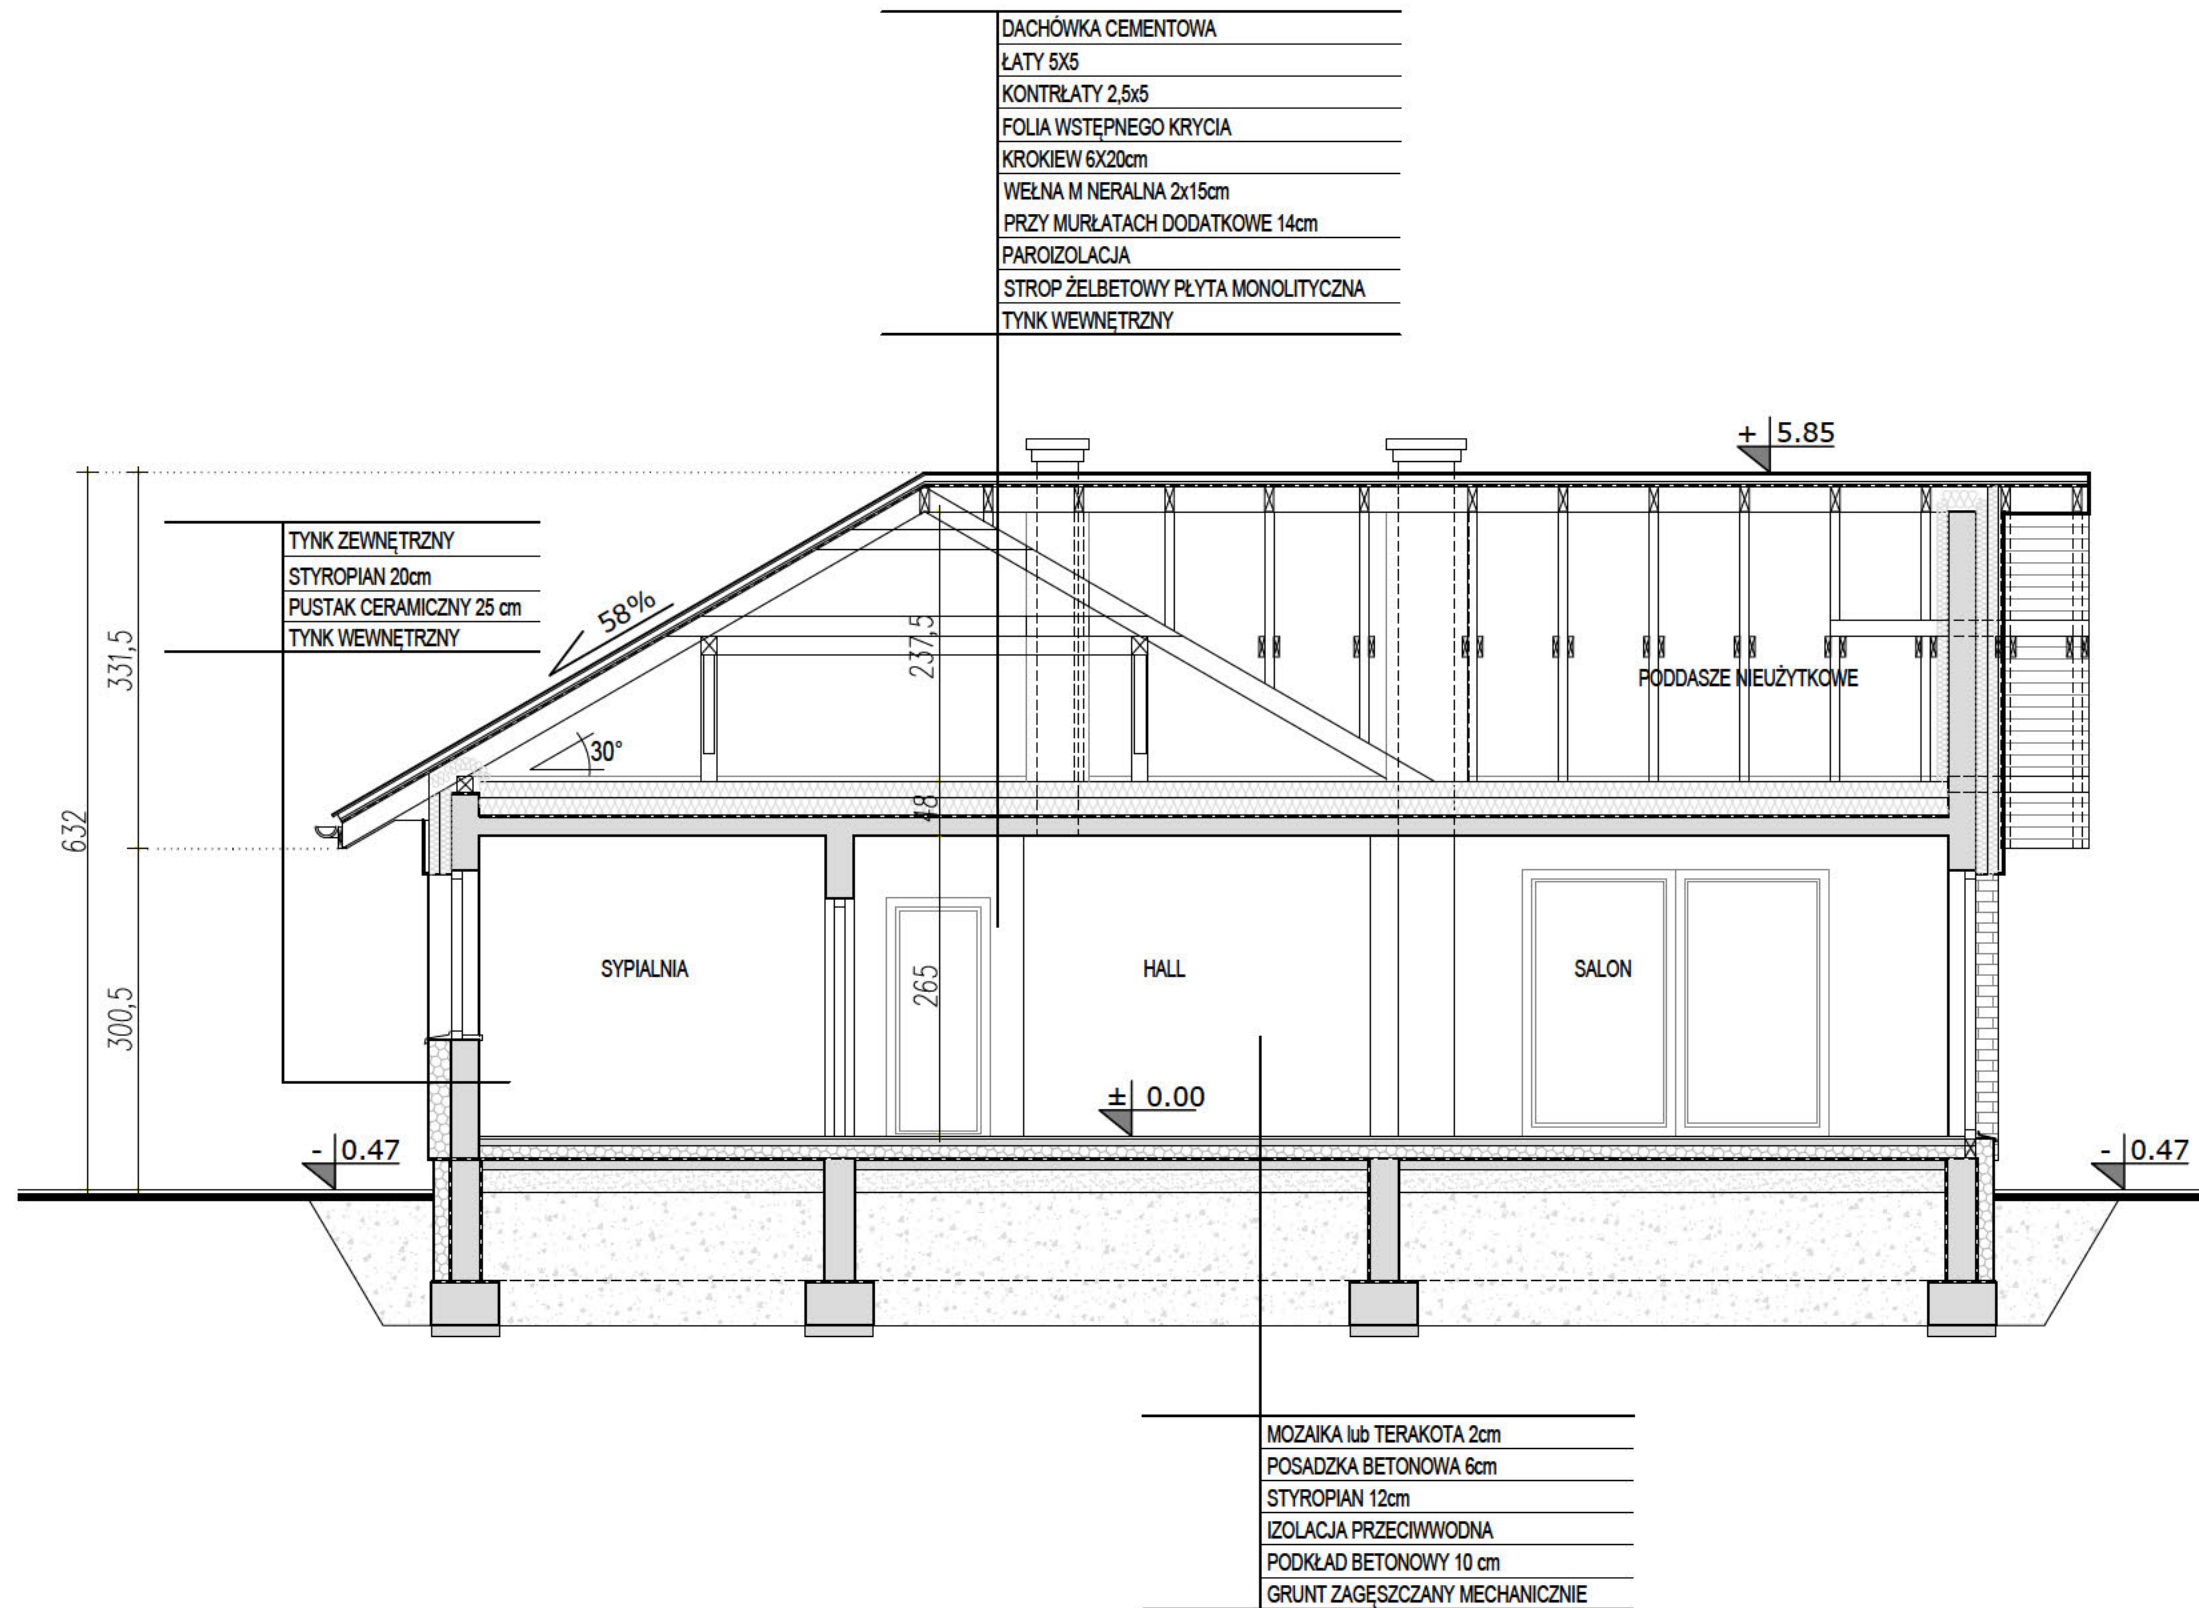 DACHÓWKA CEMENTOWA
ŁATY 5X5
KONTRŁATY 2,5x5
FOLIA WSTĘPNEGO KRYCIA
KROKIEW 6X20cm
WEŁNA M NERALNA 2x15cm
PRZY MURŁATACH DODATKOWE 14cm
PAROIZOLACJA
STROP ŻELBETOWY PŁYTA MONOLITYCZNA
TYNK WEWNĘTRZNY
+ 5.85
TYNK ZEWNĘTRZNY
STYROPIAN 20cm
PUSTAK CERAMICZNY 25 cm
TYNK WEWNĘTRZNY
58%
331,5
237,5
PODDASZE NIEUŻYTKOWE
30°
48
632
SYPIALNIA
HALL
SALON
265
300,5
± 0.00
- 0.47
- 0.47
MOZAIKA lub TERAKOTA 2cm
POSADZKA BETONOWA 6cm
STYROPIAN 12cm
IZOLACJA PRZECIWWODNA
PODKŁAD BETONOWY 10 cm
GRUNT ZAGĘSZCZANY MECHANICZNIE